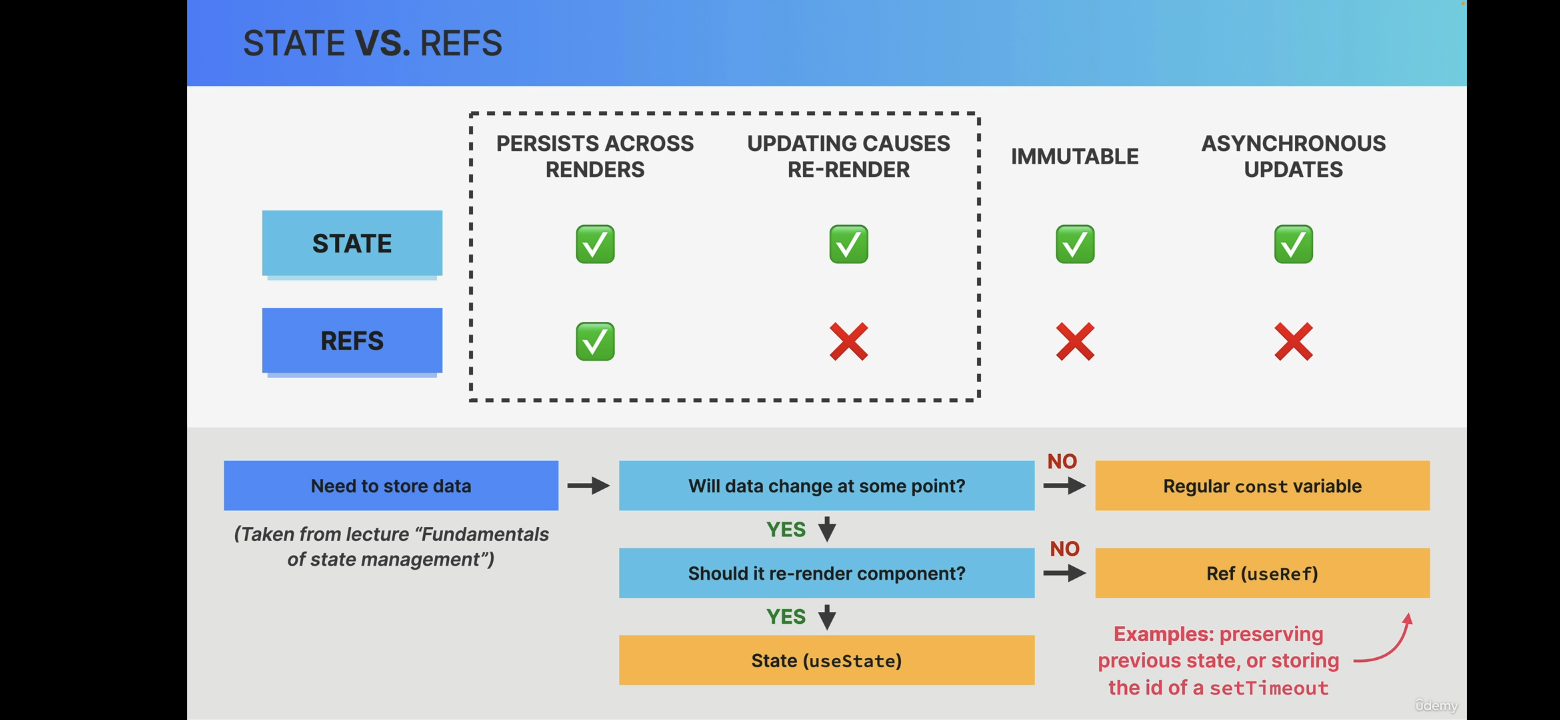 STATE VS. REFS
PERSISTS ACROSS
RENDERS
UPDATING CAUSES
RE-RENDER
IMMUTABLE
ASYNCHRONOUS
UPDATES
STATE
REFS
Need to store data
(Taken from lecture “Fundamentals
of state management”)
Will data change at some point?
NO
Regular const variable
YES
Should it re-render component?
NO
Ref (useRef)
YES
State (useState)
Examples: preserving
previous state, or storing
the id of a setTimeout
ûdemy